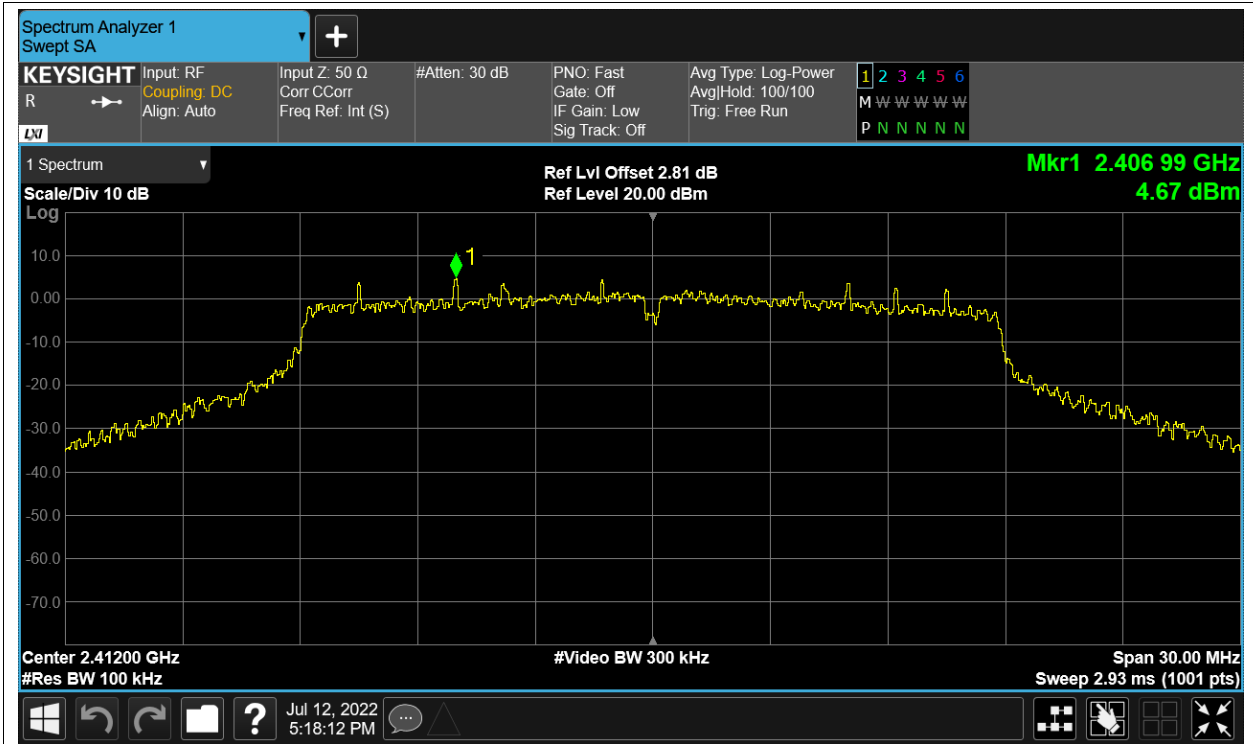 Spectrum Analyzer 1
Swept SA
+
KEYSIGHT
R
LXI
Input: RF
Coupling: DC
Align: Auto
Input Z: 50 Ω
Corr CCorr
Freq Ref: Int (S)
#Atten: 30 dB
PNO: Fast
Gate: Off
IF Gain: Low
Sig Track: Off
Avg Type: Log-Power
Avg|Hold: 100/100
Trig: Free Run
1 2 3 4 5 6
M W W W W W
P N N N N N
1 Spectrum
Scale/Div 10 dB
Ref Lvl Offset 2.81 dB
Ref Level 20.00 dBm
Mkr1 2.406 99 GHz
4.67 dBm
Log
10.0
0.00
-10.0
-20.0
-30.0
-40.0
-50.0
-60.0
-70.0
1
Center 2.41200 GHz
#Res BW 100 kHz
#Video BW 300 kHz
Span 30.00 MHz
Sweep 2.93 ms (1001 pts)
?
Jul 12, 2022
5:18:12 PM